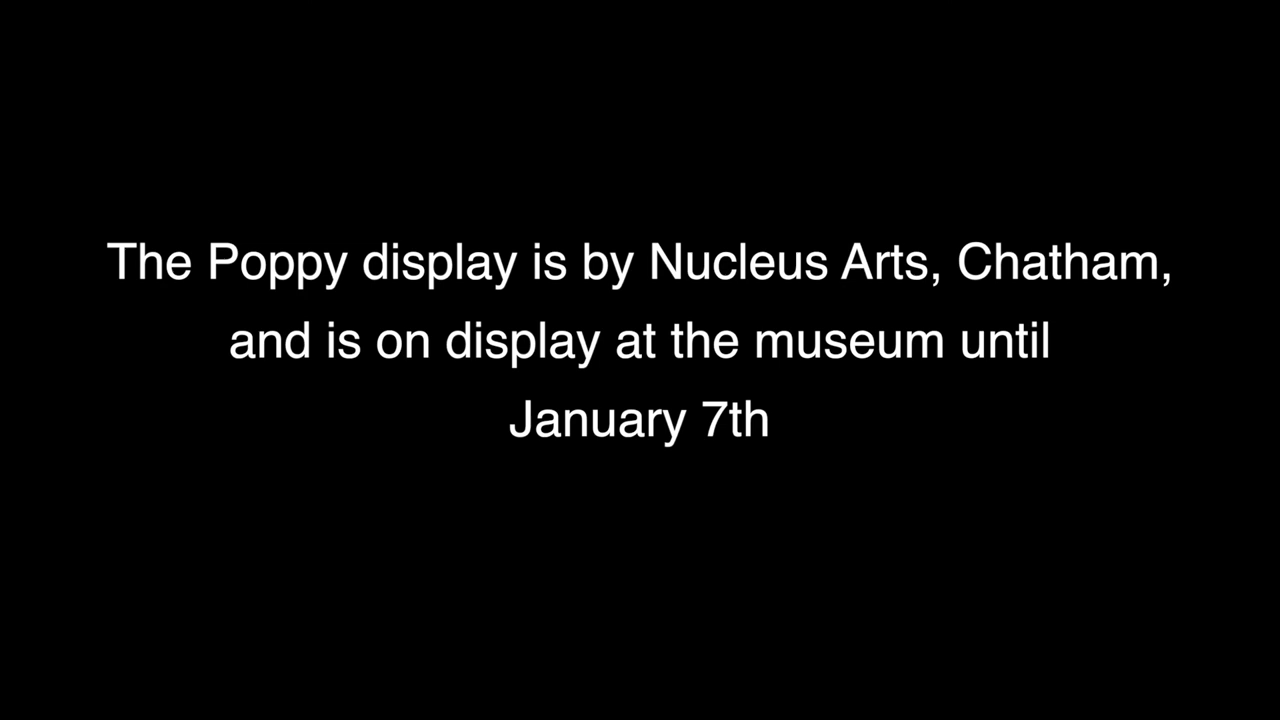 The Poppy display is by Nucleus Arts, Chatham,
and is on display at the museum until
January 7th